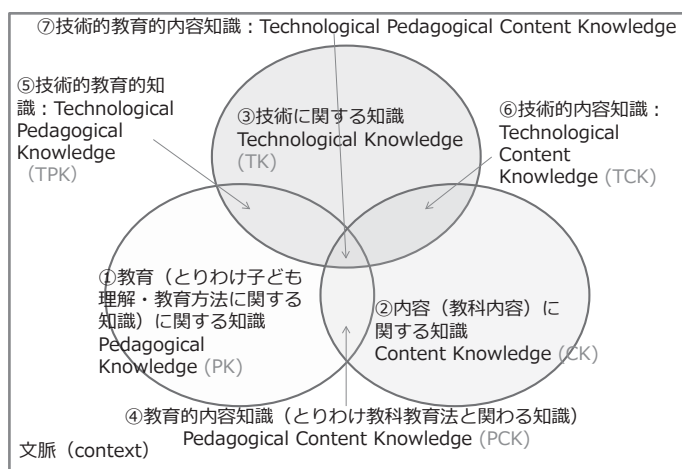 ⑦技術的教育的内容知識：Technological Pedagogical Content Knowledge
⑤技術的教育的知
識：Technological
Pedagogical
Knowledge
（TPK）
③技術に関する知識
Technological Knowledge
(TK)
⑥技術的内容知識：
Technological
Content
Knowledge (TCK)
①教育（とりわけ子ども
理解・教育方法に関する
知識）に関する知識
Pedagogical
Knowledge (PK)
②内容（教科内容）に
関する知識
Content Knowledge (CK)
④教育的内容知識（とりわけ教科教育法と関わる知識）
Pedagogical Content Knowledge (PCK)
文脈（context）